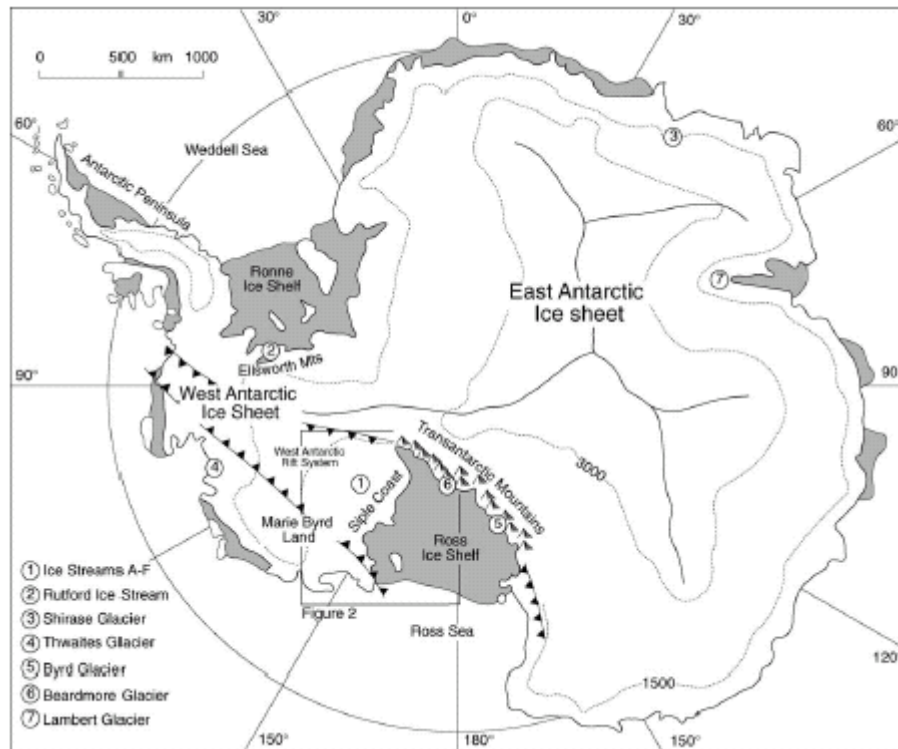 30°
0°
30°
0 500 km 1000
60°
Weddell Sea
3
60°
Antarctic Peninsula
Ronne
Ice Shelf
7
East Antarctic
Ice sheet
2
Ellsworth Mts
90°
West Antarctic
Ice Sheet
90°
West Antarctic
Rift System
Transantarctic Mountains
3000
4
1
Siple Coast
6
5
Marie Byrd
Land
Ross
Ice Shelf
1 Ice Streams A-F
2 Rutford Ice Stream
3 Shirase Glacier
4 Thwaites Glacier
5 Byrd Glacier
6 Beardmore Glacier
7 Lambert Glacier
Figure 2
Ross Sea
120°
1500
150°
180°
150°